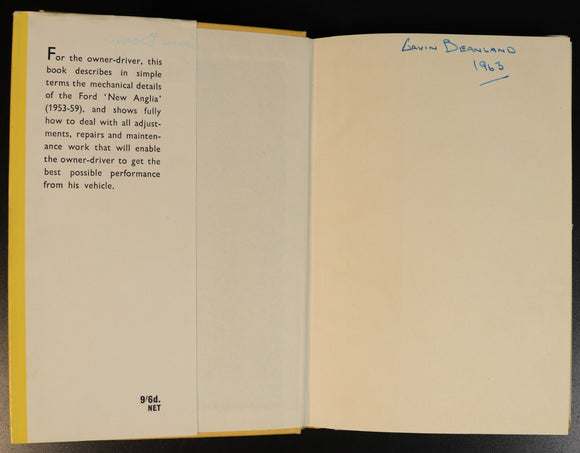 For the owner-driver, this
book describes in simple
terms the mechanical details
of the Ford 'New Anglia'
(1953-59), and shows fully
how to deal with all adjust-
ments, repairs and mainten-
ance work that will enable
the owner-driver to get the
best possible performance
from his vehicle.
9/6d.
NET
GAVIN BEANLAND
1963